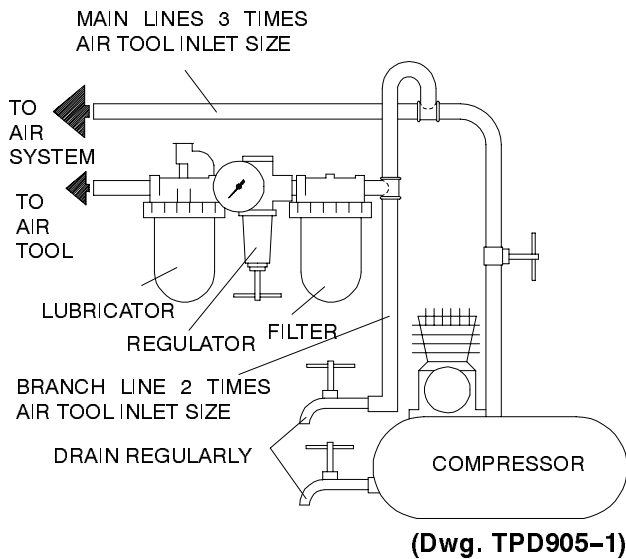 MAIN LINES 3 TIMES
AIR TOOL INLET SIZE
TO
AIR
SYSTEM
TO
AIR
TOOL
LUBRICATOR
REGULATOR
FILTER
BRANCH LINE 2 TIMES
AIR TOOL INLET SIZE
DRAIN REGULARLY
COMPRESSOR
(Dwg. TPD905–1)